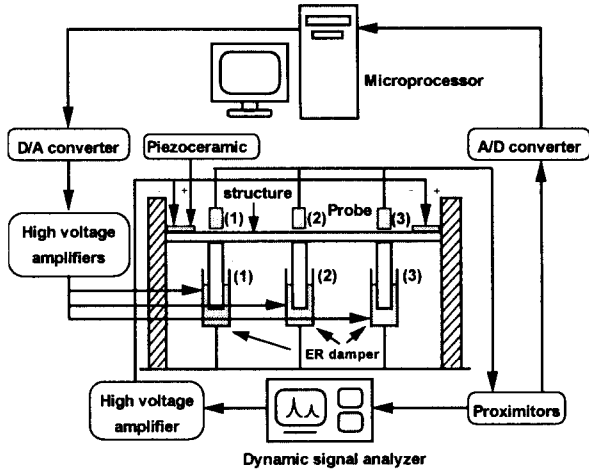 Microprocessor
D/A converter
Piezoceramic
A/D converter
+
structure
Probe
- +
(1)
(2)
(3)
High voltage
amplifiers
(1)
(2)
(3)
ER damper
High voltage
amplifier
Proximitors
Dynamic signal analyzer